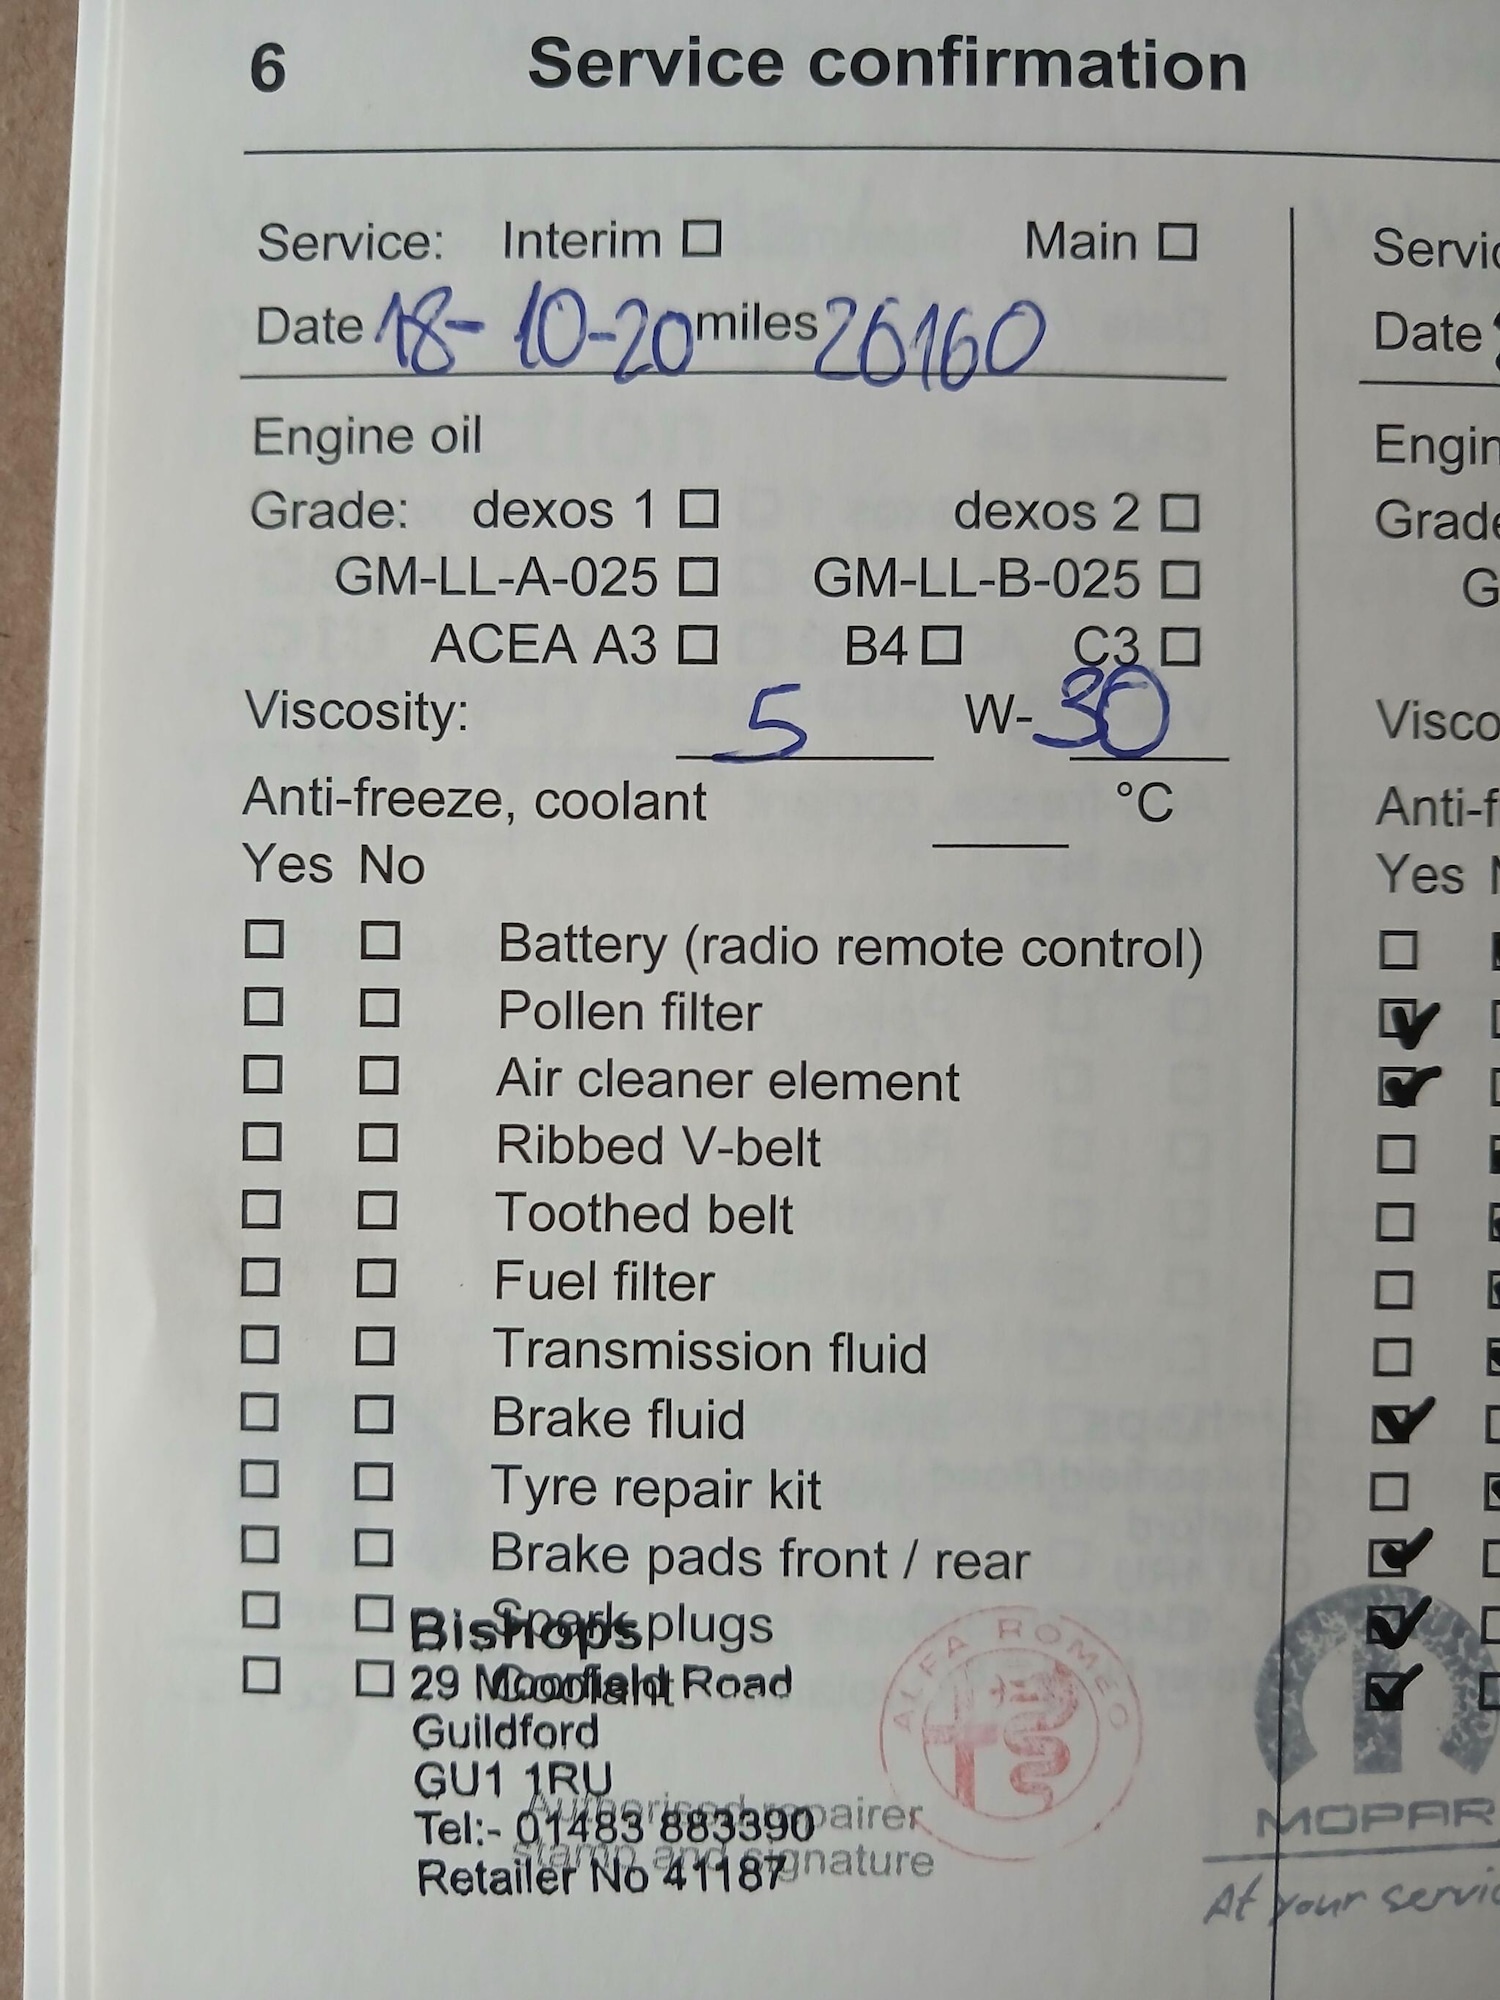 6 Service confirmation
Service: Interim Main
Date 18-10-20 miles 26160
Engine oil
Grade: dexos 1 dexos 2
GM-LL-A-025 GM-LL-B-025
ACEA A3 B4 C3
Viscosity: 5 W-30
Anti-freeze, coolant °C
Yes No
Battery (radio remote control)
Pollen filter
Air cleaner element
Ribbed V-belt
Toothed belt
Fuel filter
Transmission fluid
Brake fluid
Tyre repair kit
Brake pads front / rear
Spark plugs
Coolant
Bishops
29 Moorfield Road
Guildford
GU1 1RU
Tel:- 01483 883390
Retailer No 41187
Authorised repairer
stamp and signature
ALFA ROMEO
Servic
Date
Engin
Grade
G
Visco
Anti-f
Yes
MOPAR
At your servic